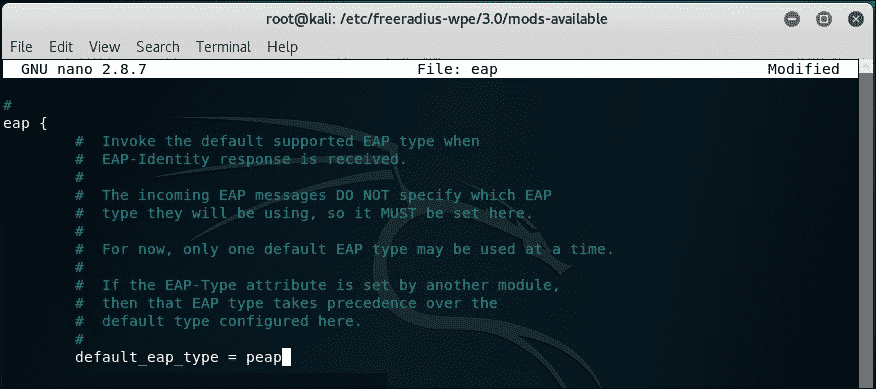 root@kali: /etc/freeradius-wpe/3.0/mods-available
File Edit View Search Terminal Help
GNU nano 2.8.7 File: eap Modified
#
eap {
# Invoke the default supported EAP type when
# EAP-Identity response is received.
#
# The incoming EAP messages DO NOT specify which EAP
# type they will be using, so it MUST be set here.
#
# For now, only one default EAP type may be used at a time.
#
# If the EAP-Type attribute is set by another module,
# then that EAP type takes precedence over the
# default type configured here.
#
default_eap_type = peap